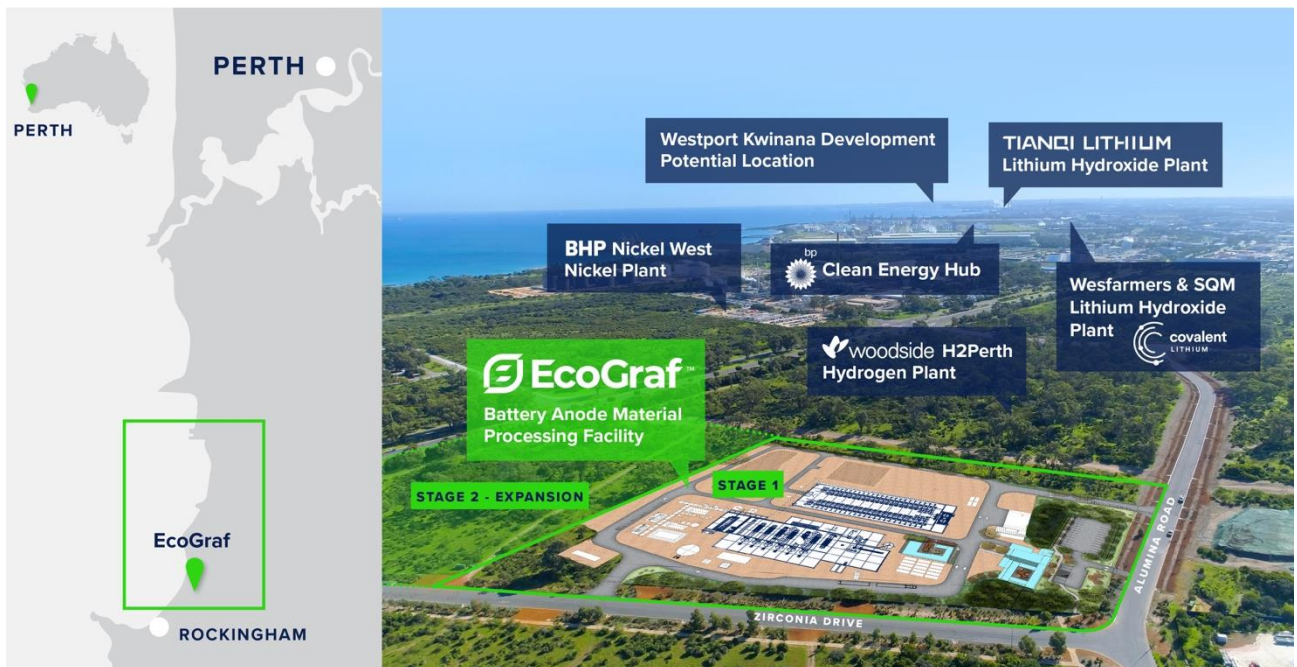 PERTH
PERTH
EcoGraf
ROCKINGHAM
Westport Kwinana Development
Potential Location
TIANQI LITHIUM
Lithium Hydroxide Plant
BHP Nickel West
Nickel Plant
bp
Clean Energy Hub
Wesfarmers & SQM
Lithium Hydroxide
Plant
covalent
LITHIUM
woodside H2Perth
Hydrogen Plant
EcoGraf™
Battery Anode Material
Processing Facility
STAGE 2 - EXPANSION
STAGE 1
ALUMINA ROAD
ZIRCONIA DRIVE